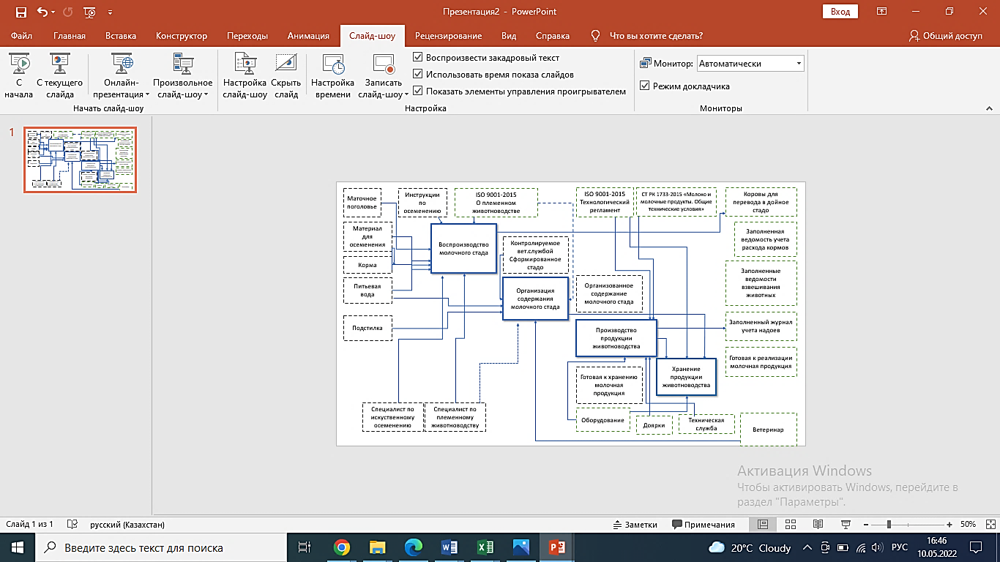 Презентация2 - PowerPoint
Вход
Файл
Главная
Вставка
Конструктор
Переходы
Анимация
Слайд-шоу
Рецензирование
Вид
Справка
Что вы хотите сделать?
Общий доступ
С
начала
С текущего
слайда
Онлайн-
презентация
Произвольное
слайд-шоу
Настройка
слайд-шоу
Скрыть
слайд
Настройка
времени
Записать
слайд-шоу
Воспроизвести закадровый текст
Использовать время показа слайдов
Показать элементы управления проигрывателем
Монитор:
Автоматически
Режим докладчика
Начать слайд-шоу
Настройка
Мониторы
1
Маточное
поголовье
Инструкции
по
осеменению
ISO 9001-2015
О племенном
животноводстве
ISO 9001-2015
Технологический
регламент
СТ РК 1733-2015 «Молоко и
молочные продукты. Общие
технические условия»
Коровы для
перевода в дойное
стадо
Материал
для
осеменения
Воспроизводство
молочного стада
Контролируемое
вет.службой
Сформированное
стадо
Заполненная
ведомость учета
расхода кормов
Корма
Питьевая
вода
Организация
содержания
молочного стада
Организованное
содержание
молочного стада
Заполненные
ведомости
взвешивания
животных
Подстилка
Производство
продукции
животноводства
Заполненный журнал
учета надоев
Готовая к реализации
молочная продукция
Хранение
продукции
животноводства
Готовая к хранению
молочная
продукция
Специалист по
искуственному
осеменению
Специалист по
племенному
животноводству
Оборудование
Доярки
Техническая
служба
Ветеринар
Активация Windows
Чтобы активировать Windows, перейдите в
раздел "Параметры".
Слайд 1 из 1
русский (Казахстан)
Заметки
Примечания
50%
Введите здесь текст для поиска
20°C Cloudy
РУС
16:46
10.05.2022